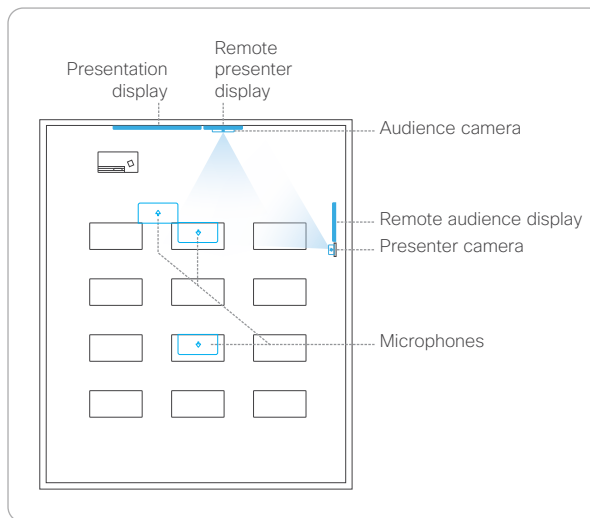 Remote
presenter
display
Presentation
display
Audience camera
Remote audience display
Presenter camera
Microphones